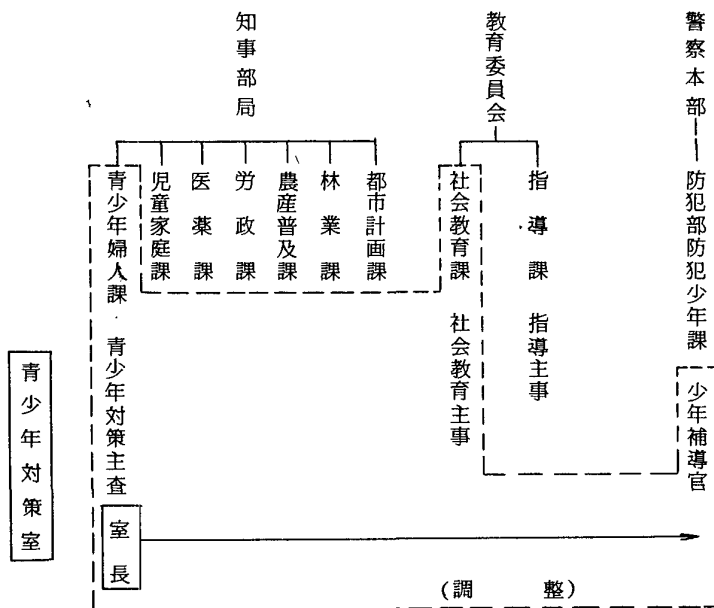 警察本部
防犯部防犯少年課
少年補導官
教育委員会
指導課
指導主事
社会教育課
社会教育主事
知事部局
都市計画課
林業課
農産普及課
労政課
医薬課
児童家庭課
青少年婦人課
青少年対策主査
室長
(調整)
青少年対策室